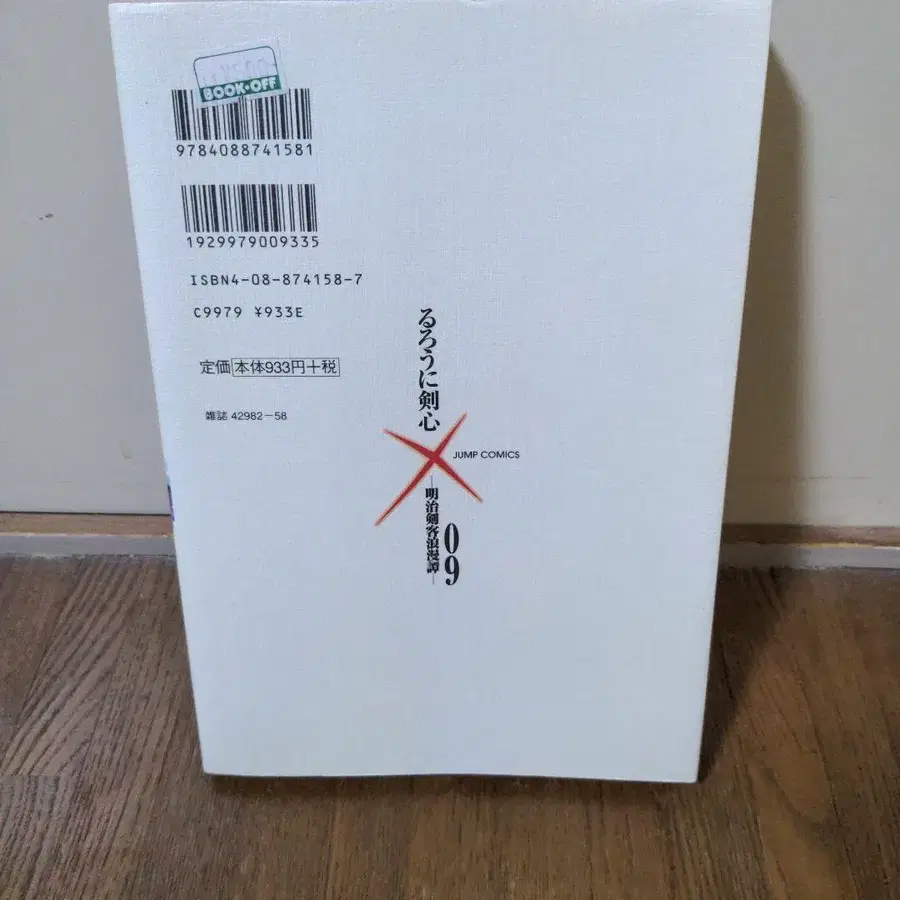 BOOK·OFF
9784088741581
1929979009335
ISBN4-08-874158-7
C9979 ¥933E
定価 本体933円+税
雑誌 42982-58
るろうに剣心
JUMP COMICS
―明治剣客浪漫譚―
09